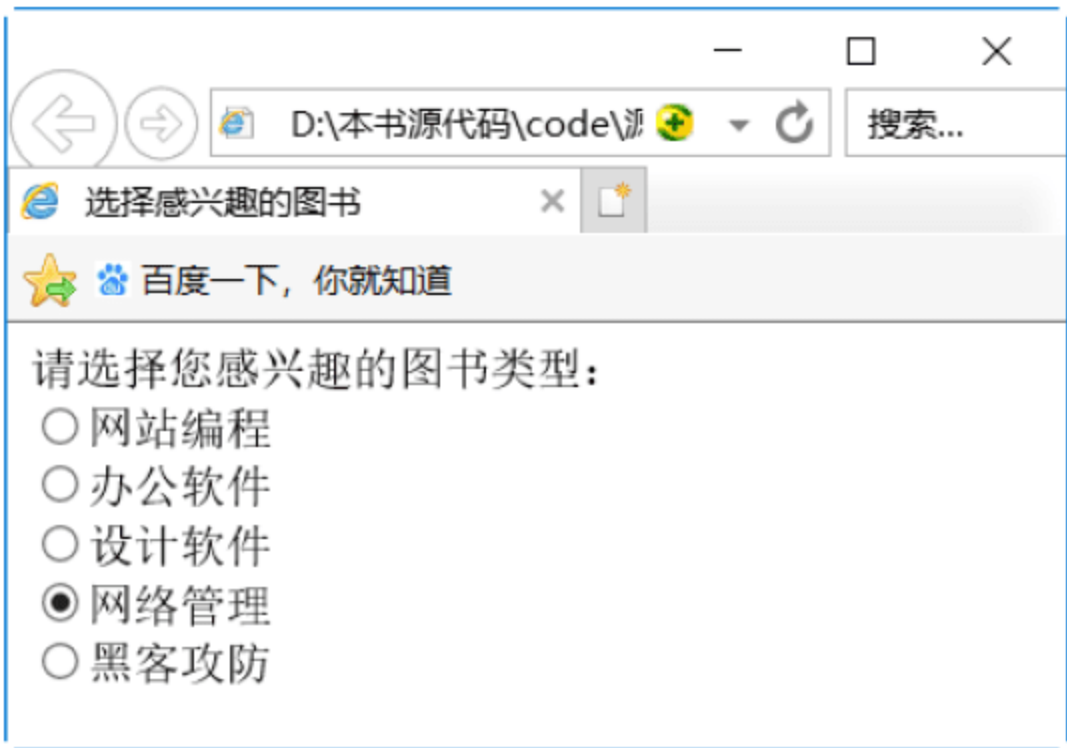 D:\本书源代码\code\源
搜索...
选择感兴趣的图书
百度一下，你就知道
请选择您感兴趣的图书类型：
网站编程
办公软件
设计软件
网络管理
黑客攻防